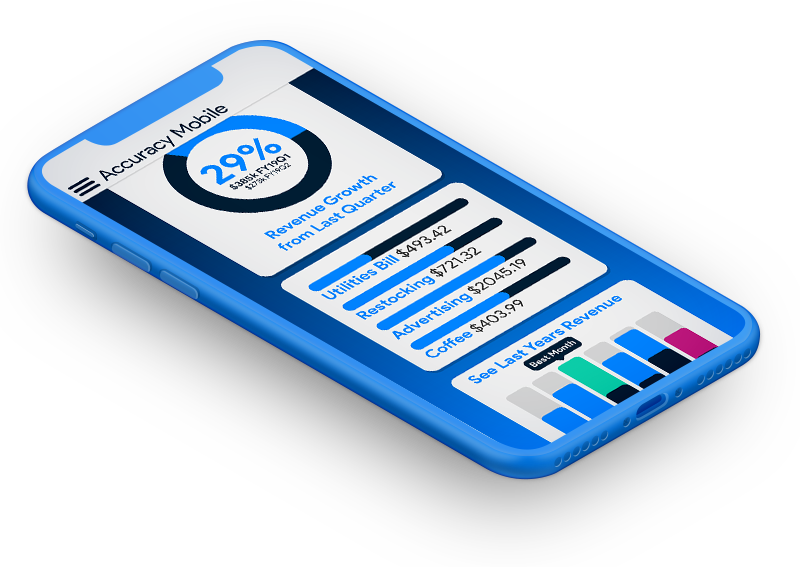 Accuracy Mobile
29%
$385k FY19Q1
$273k FY19Q2
Revenue Growth
from Last Quarter
Utilities Bill $493.42
Restocking $721.32
Advertising $2045.19
Coffee $403.99
See Last Years Revenue
Best Month